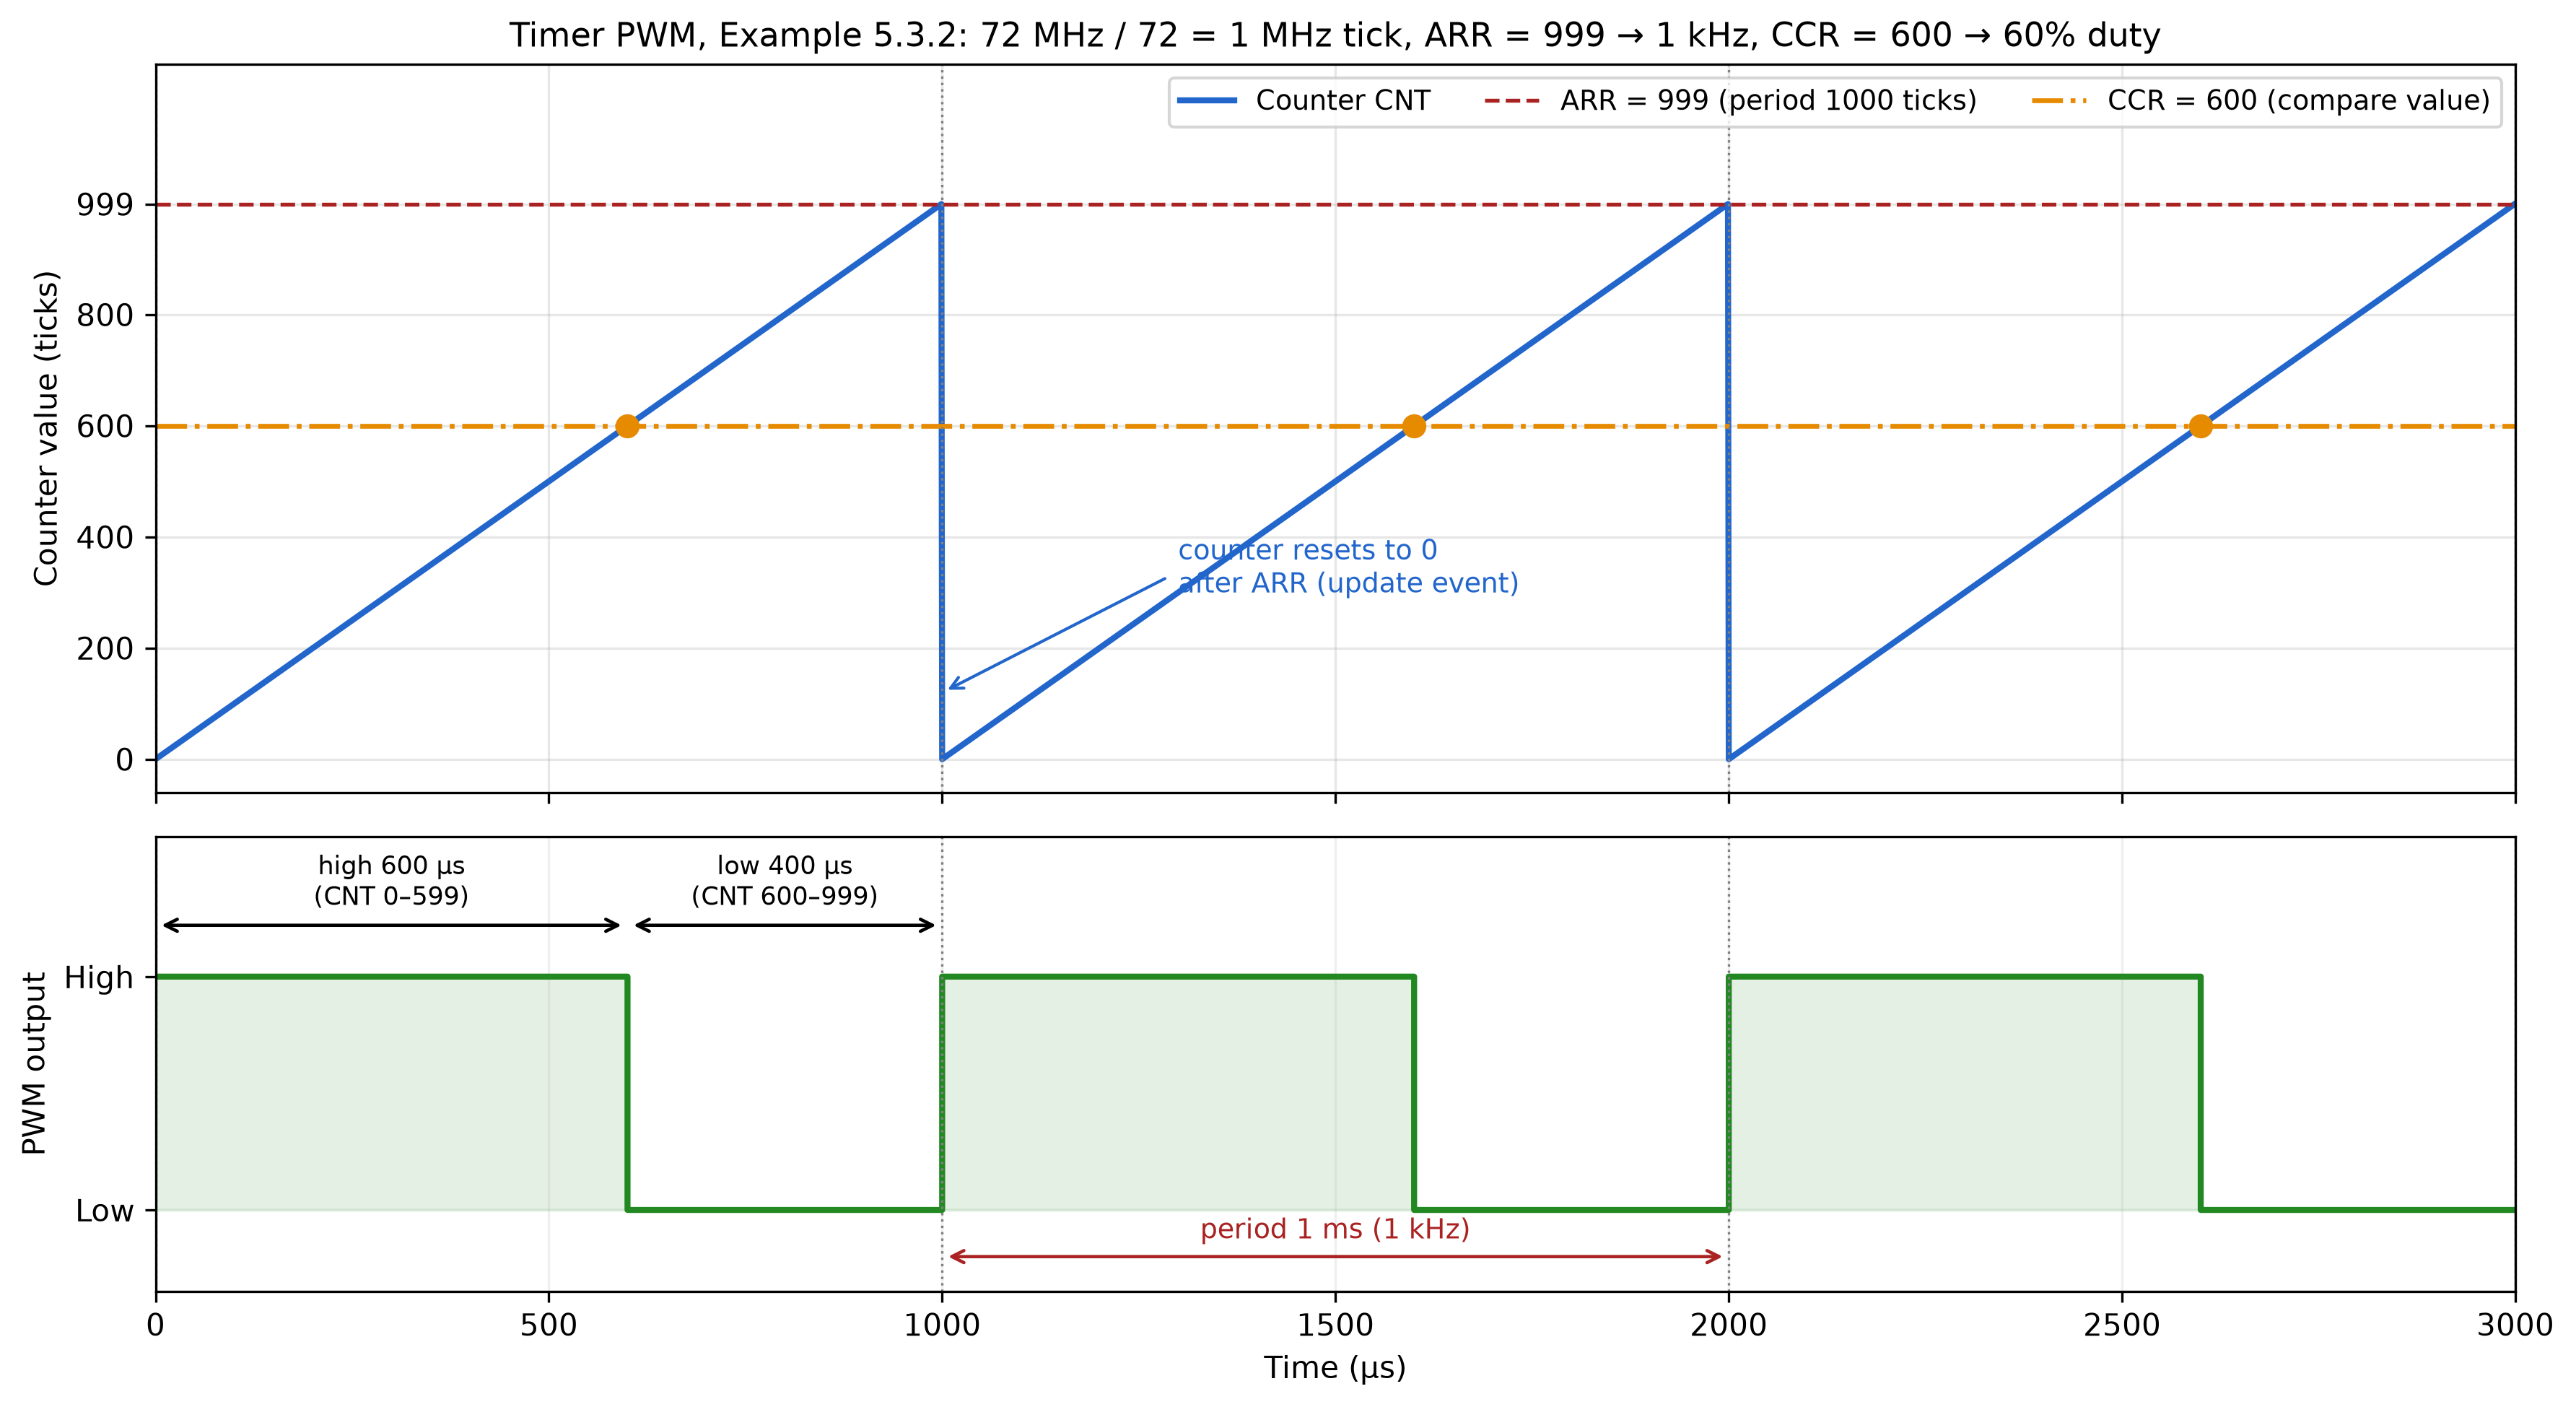 Timer PWM, Example 5.3.2: 72 MHz / 72 = 1 MHz tick, ARR = 999 → 1 kHz, CCR = 600 → 60% duty
Counter CNT
ARR = 999 (period 1000 ticks)
CCR = 600 (compare value)
Counter value (ticks)
999
800
600
400
200
0
counter resets to 0
after ARR (update event)
PWM output
High
Low
high 600 µs
(CNT 0–599)
low 400 µs
(CNT 600–999)
period 1 ms (1 kHz)
0
500
1000
1500
2000
2500
3000
Time (µs)